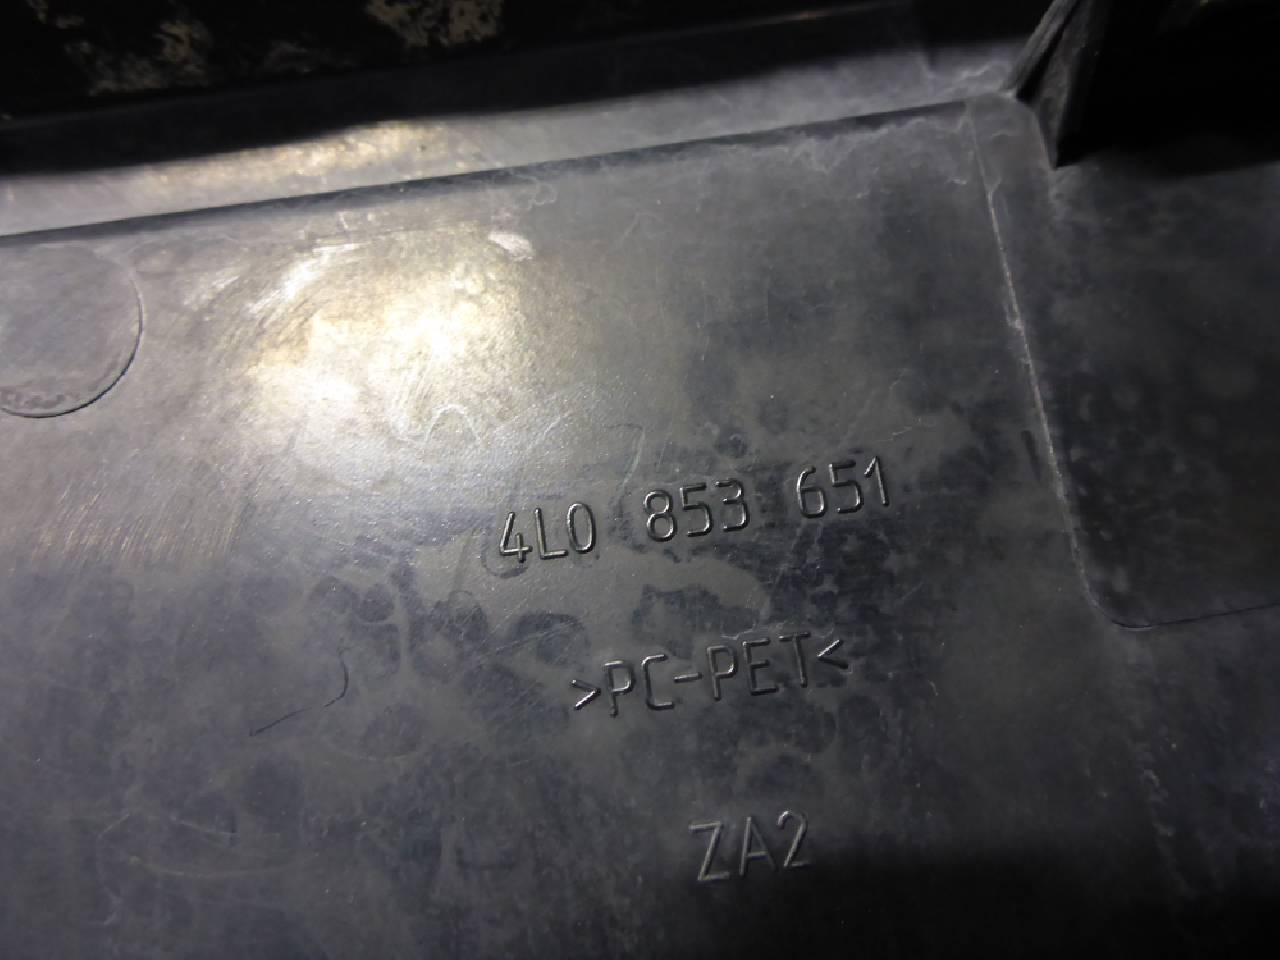 4L0 853 651
>PC-PET<
ZA2